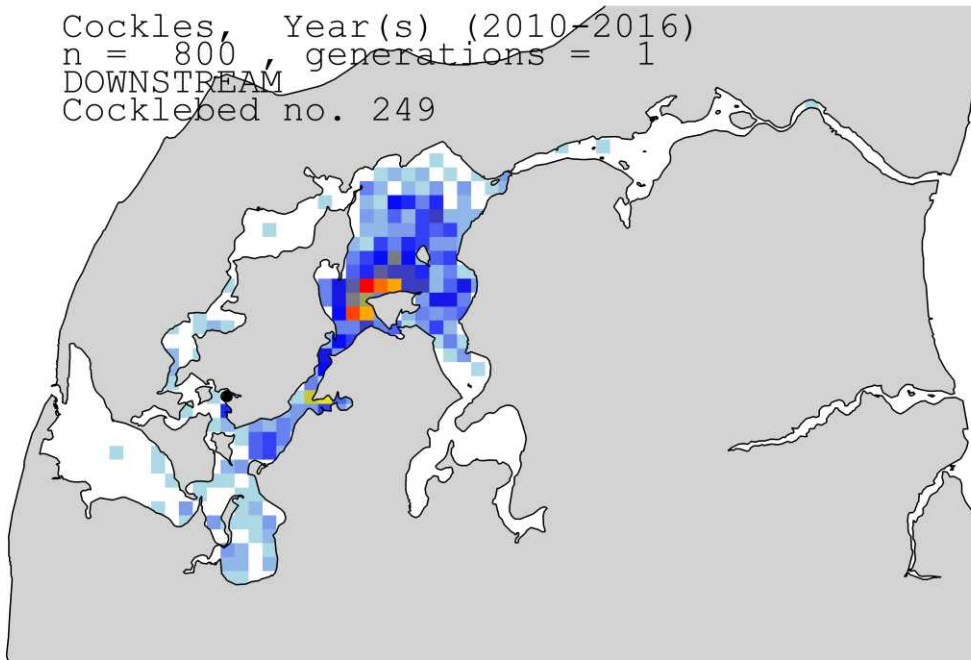 Cockles, Year(s) (2010-2016)
n = 800 , generations = 1
DOWNSTREAM
Cocklebed no. 249